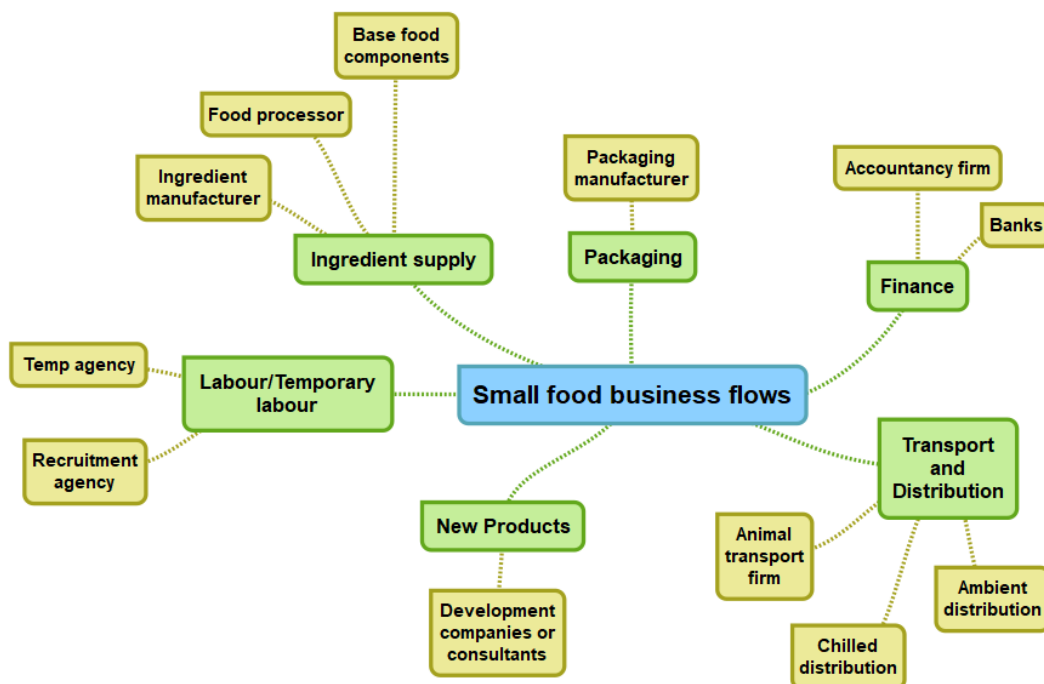 Base food
components
Food processor
Ingredient
manufacturer
Ingredient supply
Packaging
manufacturer
Packaging
Accountancy firm
Banks
Finance
Temp agency
Labour/Temporary
labour
Recruitment
agency
Small food business flows
Transport
and
Distribution
New Products
Development
companies or
consultants
Animal
transport
firm
Chilled
distribution
Ambient
distribution